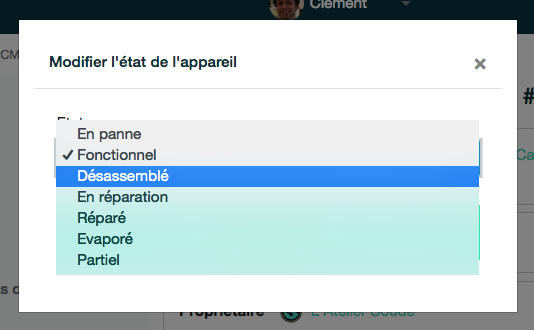 Clément
CM
Modifier l'état de l'appareil
×
#
Etat
En panne
✓ Fonctionnel
Ca
Désassemblé
En réparation
Réparé
Evaporé
Partiel
Propriétaire L'Atelier Soudé